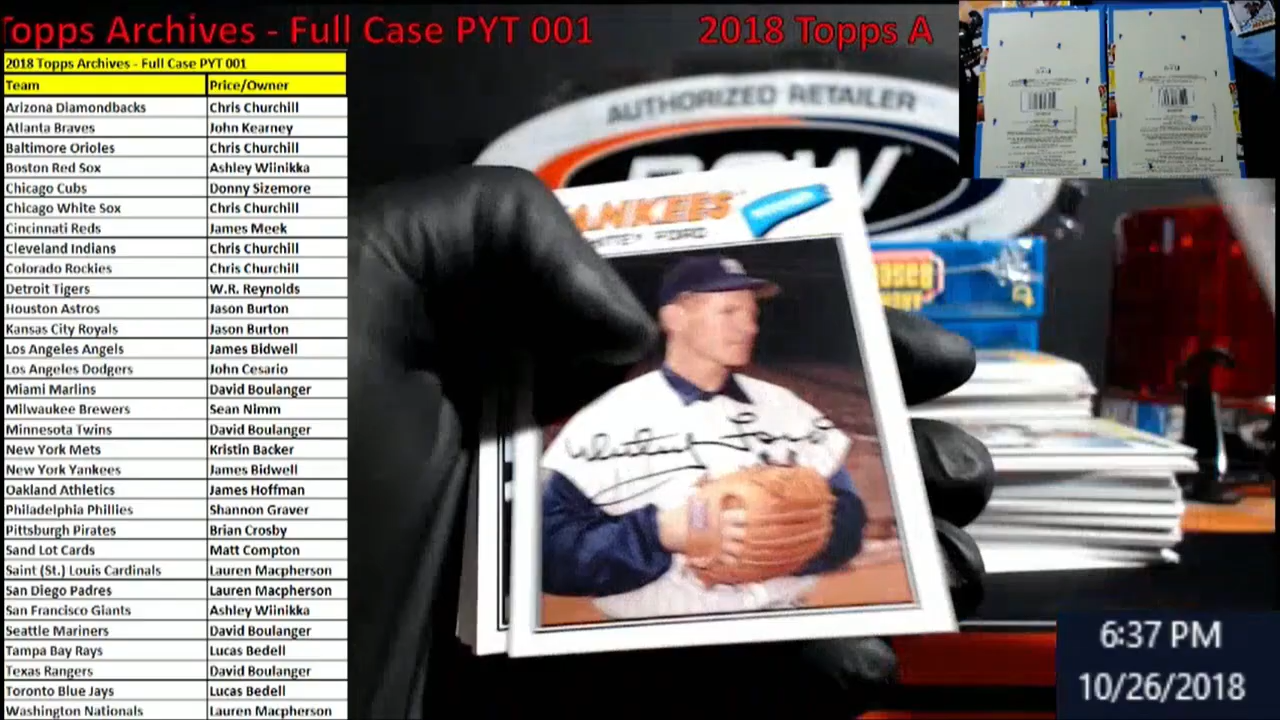 Topps Archives - Full Case PYT 001
2018 Topps A
2018 Topps Archives - Full Case PYT 001
Team Price/Owner
Arizona Diamondbacks Chris Churchill
Atlanta Braves John Kearney
Baltimore Orioles Chris Churchill
Boston Red Sox Ashley Wiinikka
Chicago Cubs Donny Sizemore
Chicago White Sox Chris Churchill
Cincinnati Reds James Meek
Cleveland Indians Chris Churchill
Colorado Rockies Chris Churchill
Detroit Tigers W.R. Reynolds
Houston Astros Jason Burton
Kansas City Royals Jason Burton
Los Angeles Angels James Bidwell
Los Angeles Dodgers John Cesario
Miami Marlins David Boulanger
Milwaukee Brewers Sean Nimm
Minnesota Twins David Boulanger
New York Mets Kristin Backer
New York Yankees James Bidwell
Oakland Athletics James Hoffman
Philadelphia Phillies Shannon Graver
Pittsburgh Pirates Brian Crosby
Sand Lot Cards Matt Compton
Saint (St.) Louis Cardinals Lauren Macpherson
San Diego Padres Lauren Macpherson
San Francisco Giants Ashley Wiinikka
Seattle Mariners David Boulanger
Tampa Bay Rays Lucas Bedell
Texas Rangers David Boulanger
Toronto Blue Jays Lucas Bedell
Washington Nationals Lauren Macpherson
AUTHORIZED RETAILER
BCW
ANKEES
FORD
Whitey Ford
6:37 PM
10/26/2018